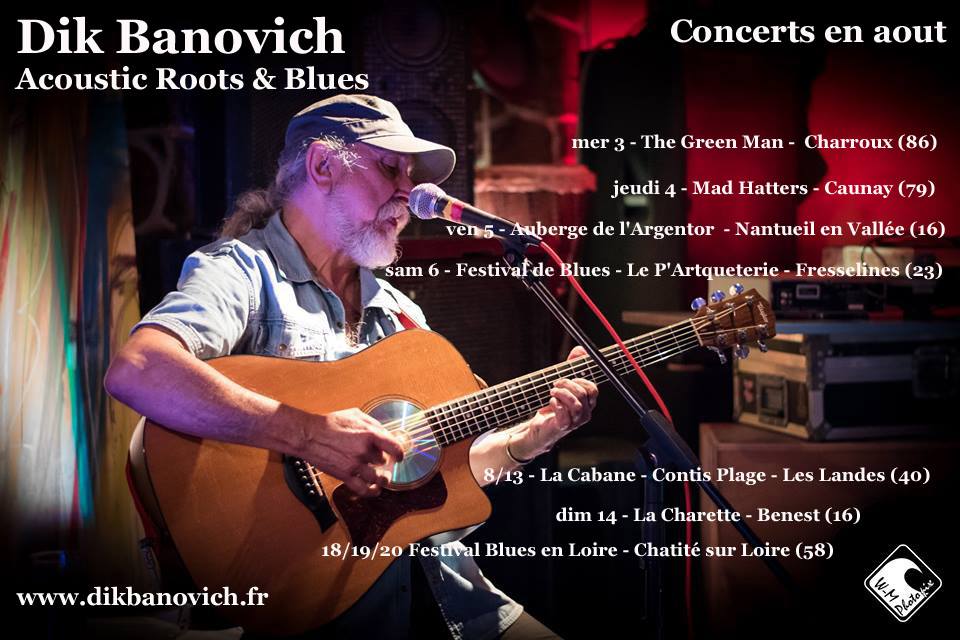 Dik Banovich
Acoustic Roots & Blues
Concerts en aout
mer 3 - The Green Man - Charroux (86)
jeudi 4 - Mad Hatters - Caunay (79)
ven 5 - Auberge de l'Argentor - Nantueil en Vallée (16)
sam 6 - Festival de Blues - Le P'Artqueterie - Fresselines (23)
8/13 - La Cabane - Contis Plage - Les Landes (40)
dim 14 - La Charette - Benest (16)
18/19/20 Festival Blues en Loire - Chatité sur Loire (58)
www.dikbanovich.fr
W-M
Photopix